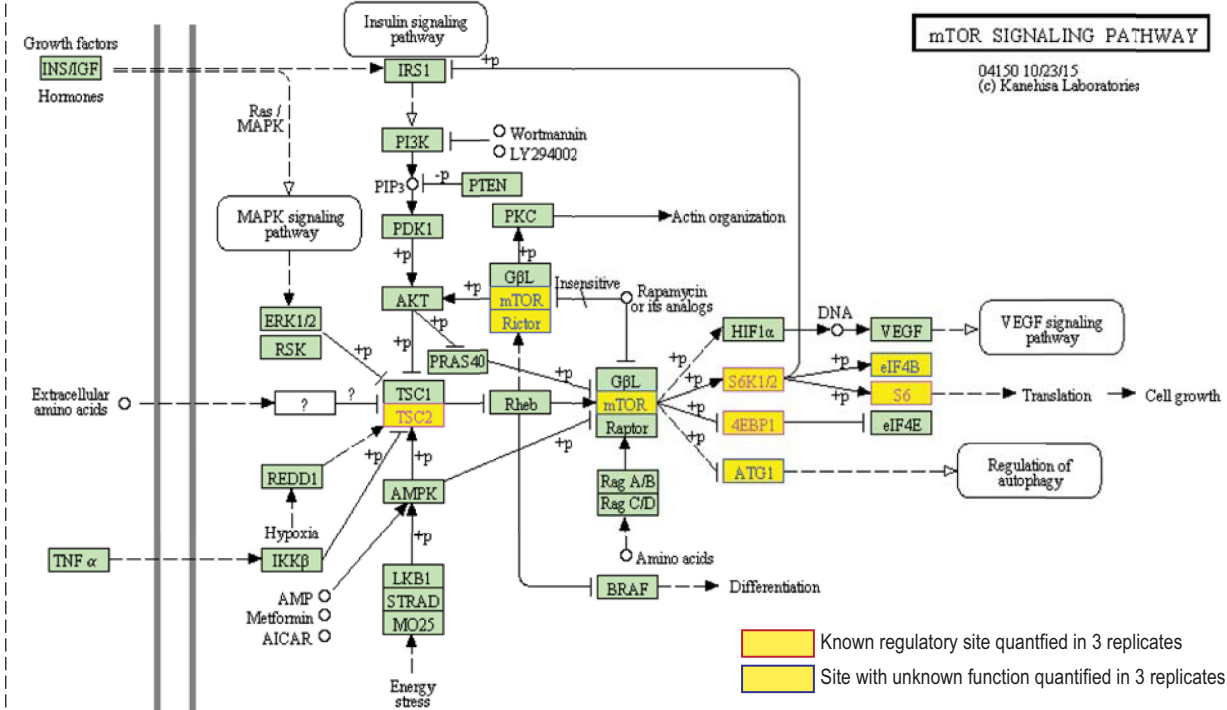 mTOR SIGNALING PATHWAY
04150 10/23/15
(c) Kanehisa Laboratories
Growth factors
INS/IGF
Hormones
Insulin signaling
pathway
IRS1
+p
Ras /
MAPK
PI3K
Wortmannin
LY294002
PIP3
-p
PTEN
MAPK signaling
pathway
PDK1
+p
PKC
Actin organization
+p
GβL
mTOR
Rictor
Insensitive
Rapamycin
or its analogs
+p
AKT
ERK1/2
RSK
+p
+p
+p
PRAS40
+p
HIF1α
DNA
VEGF
VEGF signaling
pathway
Extracellular
amino acids
?
?
TSC1
TSC2
Rheb
GβL
mTOR
Raptor
+p
S6K1/2
+p
eIF4B
+p
S6
Translation
Cell growth
+p
4EBP1
eIF4E
+p
ATG1
Regulation of
autophagy
REDD1
+p
+p
+p
AMPK
Hypoxia
Rag A/B
Rag C/D
Amino acids
TNF α
IKKβ
+p
AMP
Metformin
AICAR
LKB1
STRAD
MO25
BRAF
Differentiation
Energy
stress
Known regulatory site quantfied in 3 replicates
Site with unknown function quantified in 3 replicates